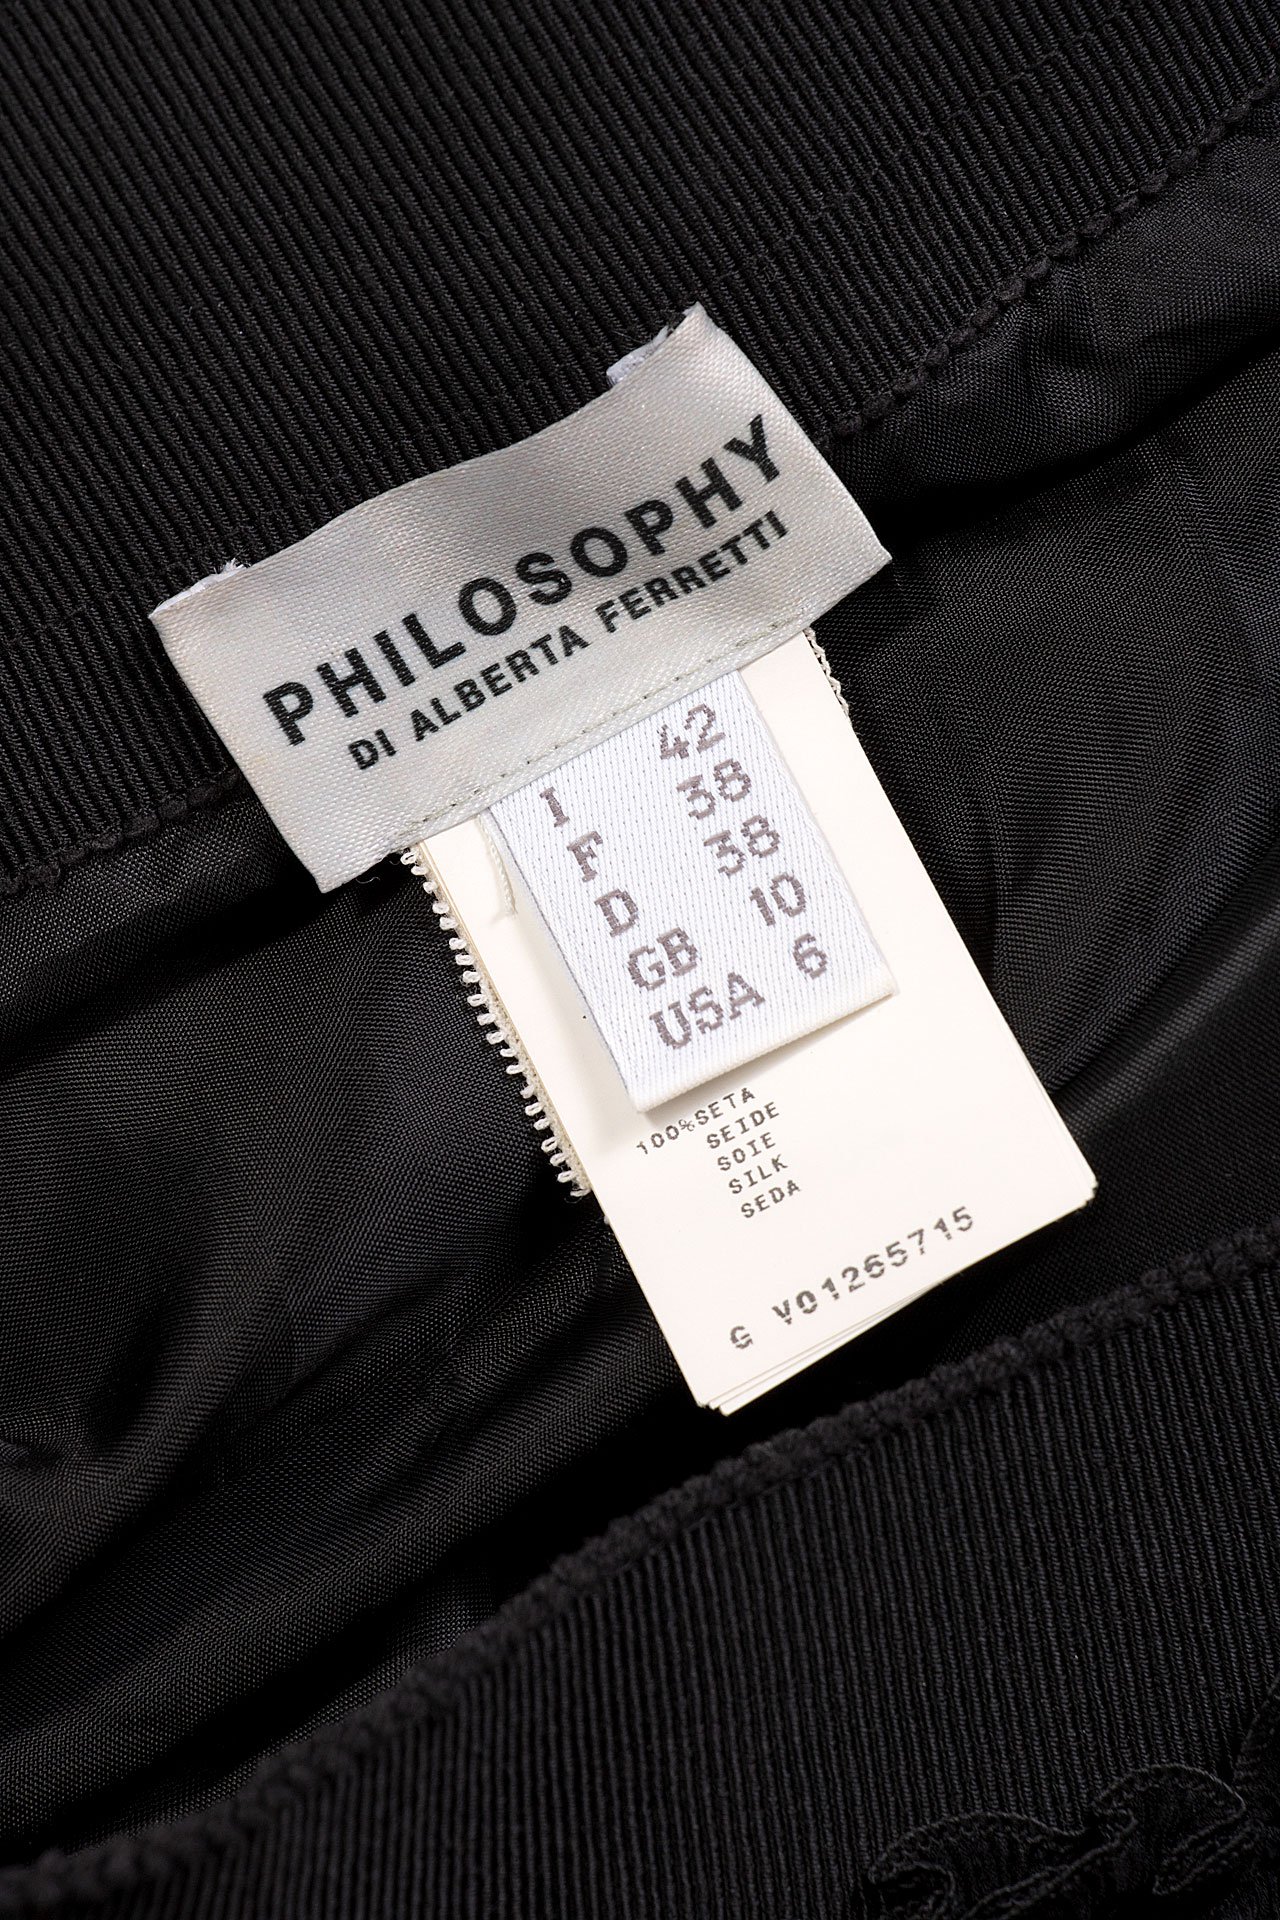 PHILOSOPHY
DI ALBERTA FERRETTI
I 42
F 38
D 38
GB 10
USA 6
100%SETA
SEIDE
SOIE
SILK
SEDA
G V01265715